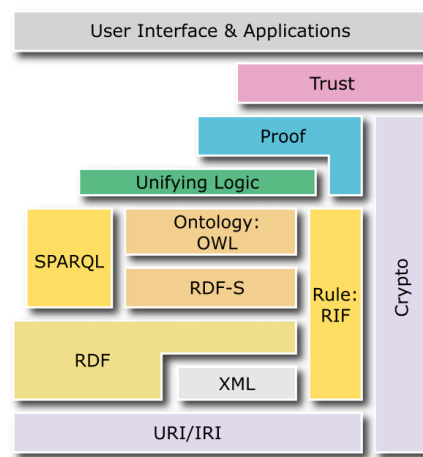 User Interface & Applications
Trust
Proof
Unifying Logic
Ontology:
OWL
SPARQL
RDF-S
Rule:
RIF
Crypto
RDF
XML
URI/IRI